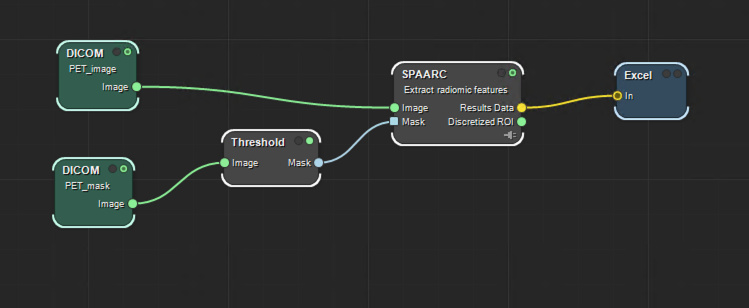 DICOM
PET_image
Image
SPAARC
Extract radiomic features
Image Results Data
Mask Discretized ROI
Excel
In
Threshold
Image Mask
DICOM
PET_mask
Image